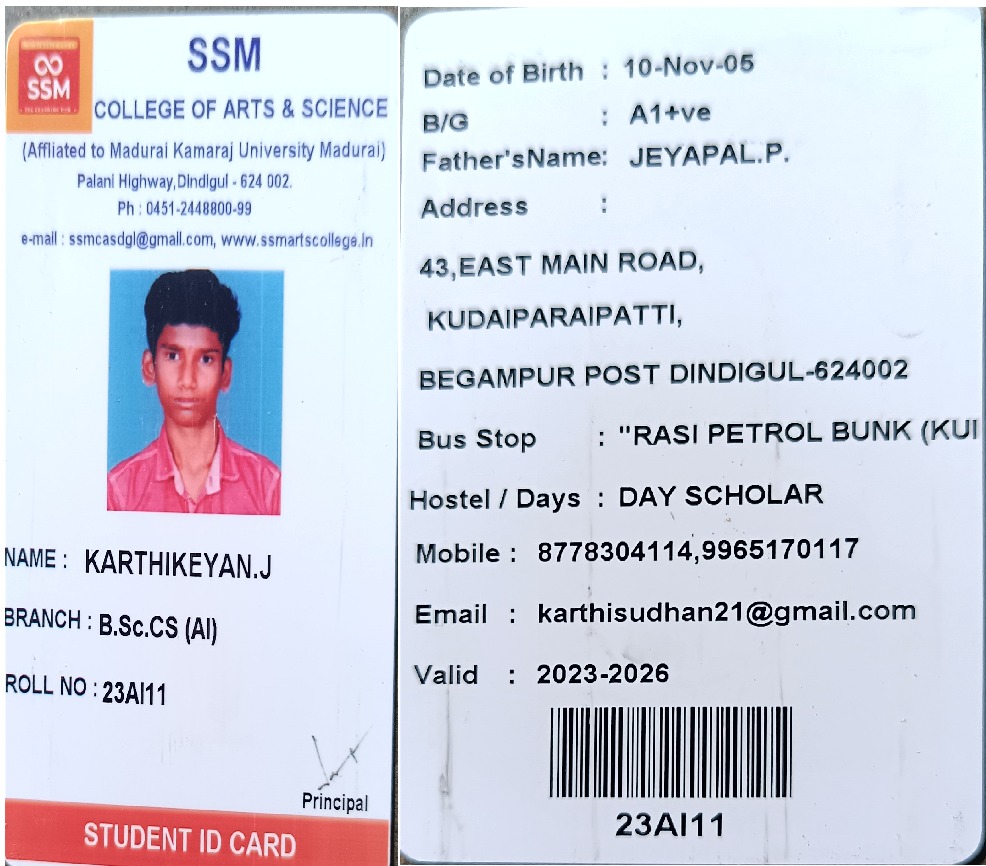 SSM
SSM
COLLEGE OF ARTS & SCIENCE
(Affliated to Madurai Kamaraj University Madurai)
Palani Highway,Dindigul - 624 002.
Ph : 0451-2448800-99
e-mail : ssmcasdgl@gmail.com, www.ssmartscollege.in
NAME : KARTHIKEYAN.J
BRANCH : B.Sc.CS (AI)
ROLL NO : 23AI11
Principal
STUDENT ID CARD
Date of Birth : 10-Nov-05
B/G : A1+ve
Father'sName: JEYAPAL.P.
Address :
43,EAST MAIN ROAD,
KUDAIPARAIPATTI,
BEGAMPUR POST DINDIGUL-624002
Bus Stop : "RASI PETROL BUNK (KUI
Hostel / Days : DAY SCHOLAR
Mobile : 8778304114,9965170117
Email : karthisudhan21@gmail.com
Valid : 2023-2026
23AI11